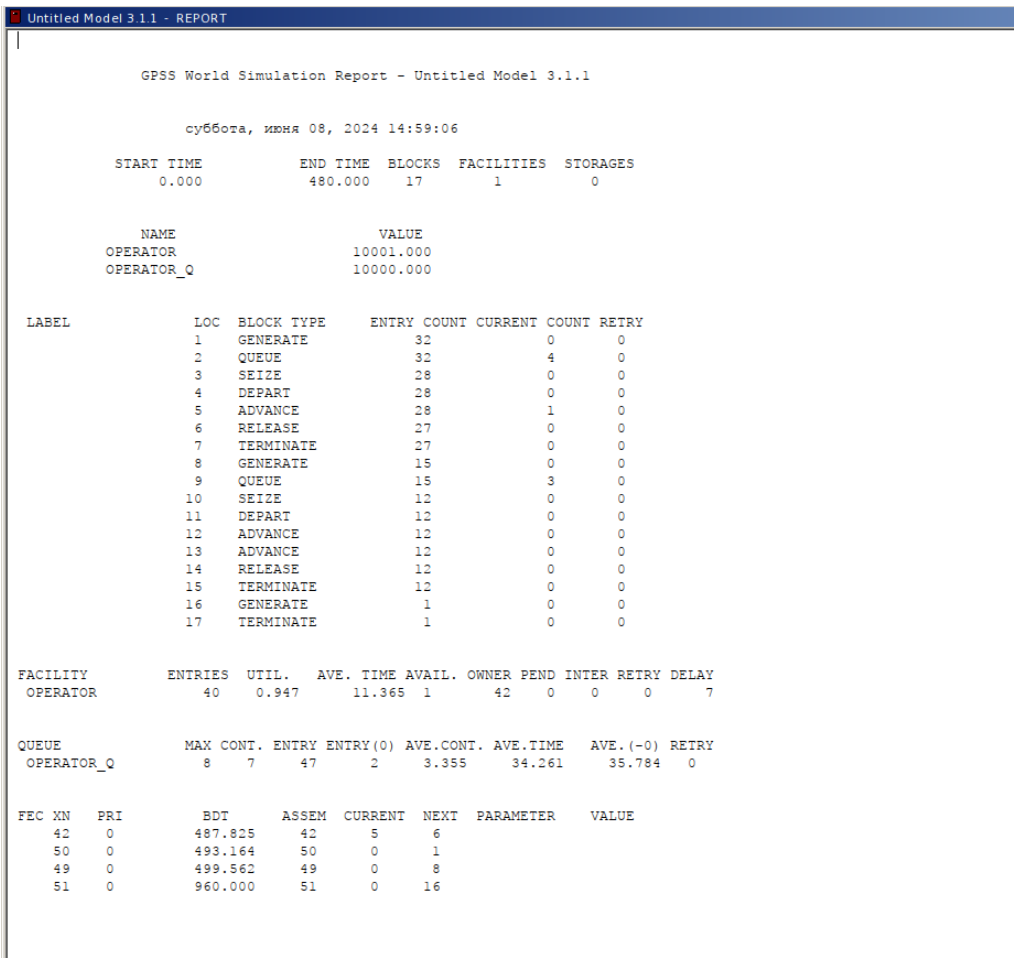 Untitled Model 3.1.1 - REPORT
GPSS World Simulation Report - Untitled Model 3.1.1
суббота, июня 08, 2024 14:59:06
START TIME END TIME BLOCKS FACILITIES STORAGES
0.000 480.000 17 1 0
NAME VALUE
OPERATOR 10001.000
OPERATOR_Q 10000.000
LABEL LOC BLOCK TYPE ENTRY COUNT CURRENT COUNT RETRY
1 GENERATE 32 0 0
2 QUEUE 32 4 0
3 SEIZE 28 0 0
4 DEPART 28 0 0
5 ADVANCE 28 1 0
6 RELEASE 27 0 0
7 TERMINATE 27 0 0
8 GENERATE 15 0 0
9 QUEUE 15 3 0
10 SEIZE 12 0 0
11 DEPART 12 0 0
12 ADVANCE 12 0 0
13 ADVANCE 12 0 0
14 RELEASE 12 0 0
15 TERMINATE 12 0 0
16 GENERATE 1 0 0
17 TERMINATE 1 0 0
FACILITY ENTRIES UTIL. AVE. TIME AVAIL. OWNER PEND INTER RETRY DELAY
OPERATOR 40 0.947 11.365 1 42 0 0 0 7
QUEUE MAX CONT. ENTRY ENTRY(0) AVE.CONT. AVE.TIME AVE.(-0) RETRY
OPERATOR_Q 8 7 47 2 3.355 34.261 35.784 0
FEC XN PRI BDT ASSEM CURRENT NEXT PARAMETER VALUE
42 0 487.825 42 5 6
50 0 493.164 50 0 1
49 0 499.562 49 0 8
51 0 960.000 51 0 16